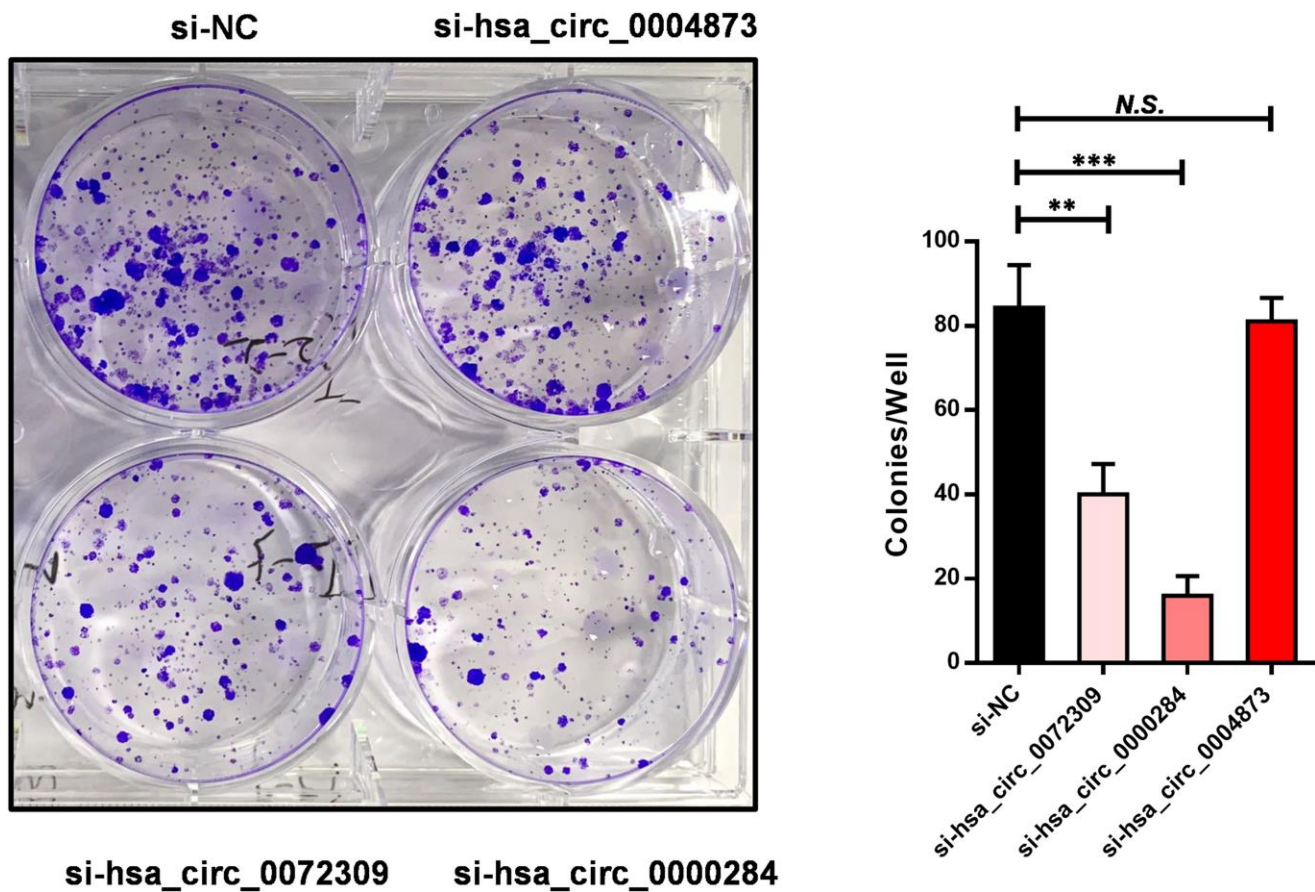 si-NC si-hsa_circ_0004873
si-hsa_circ_0072309 si-hsa_circ_0000284
N.S.
***
**
Colonies/Well
100
80
60
40
20
0
si-NC
si-hsa_circ_0072309
si-hsa_circ_0000284
si-hsa_circ_0004873